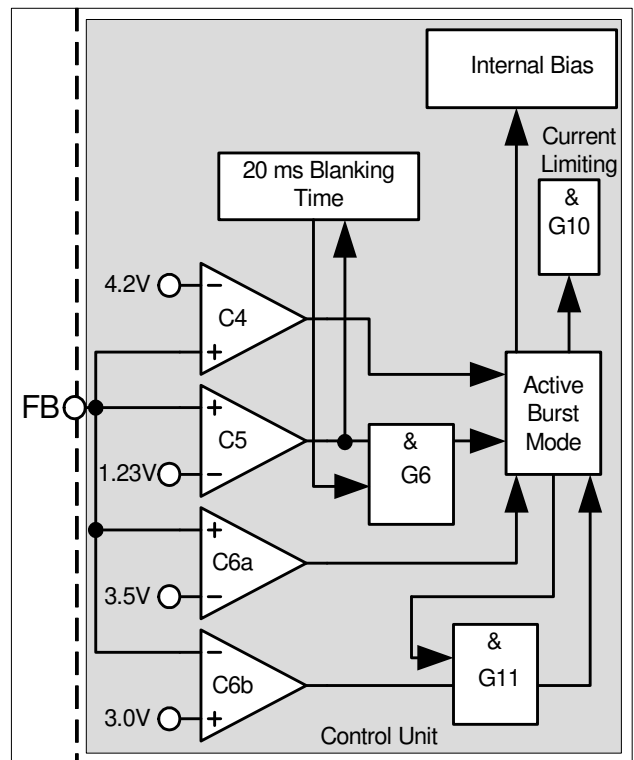 Internal Bias
Current
Limiting
20 ms Blanking
Time
&
G10
4.2V
−
C4
+
FB
+
C5
1.23V
−
&
G6
Active
Burst
Mode
+
C6a
3.5V
−
−
C6b
3.0V
+
&
G11
Control Unit